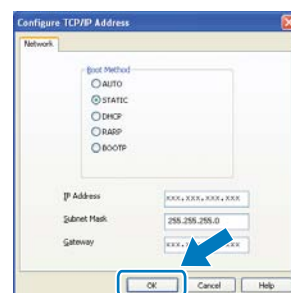 Configure TCP/IP Address
Network
Boot Method
AUTO
STATIC
DHCP
RARP
BOOTP
IP Address xxx.xxx.xxx.xxx
Subnet Mask 255.255.255.0
Gateway
OK Cancel Help